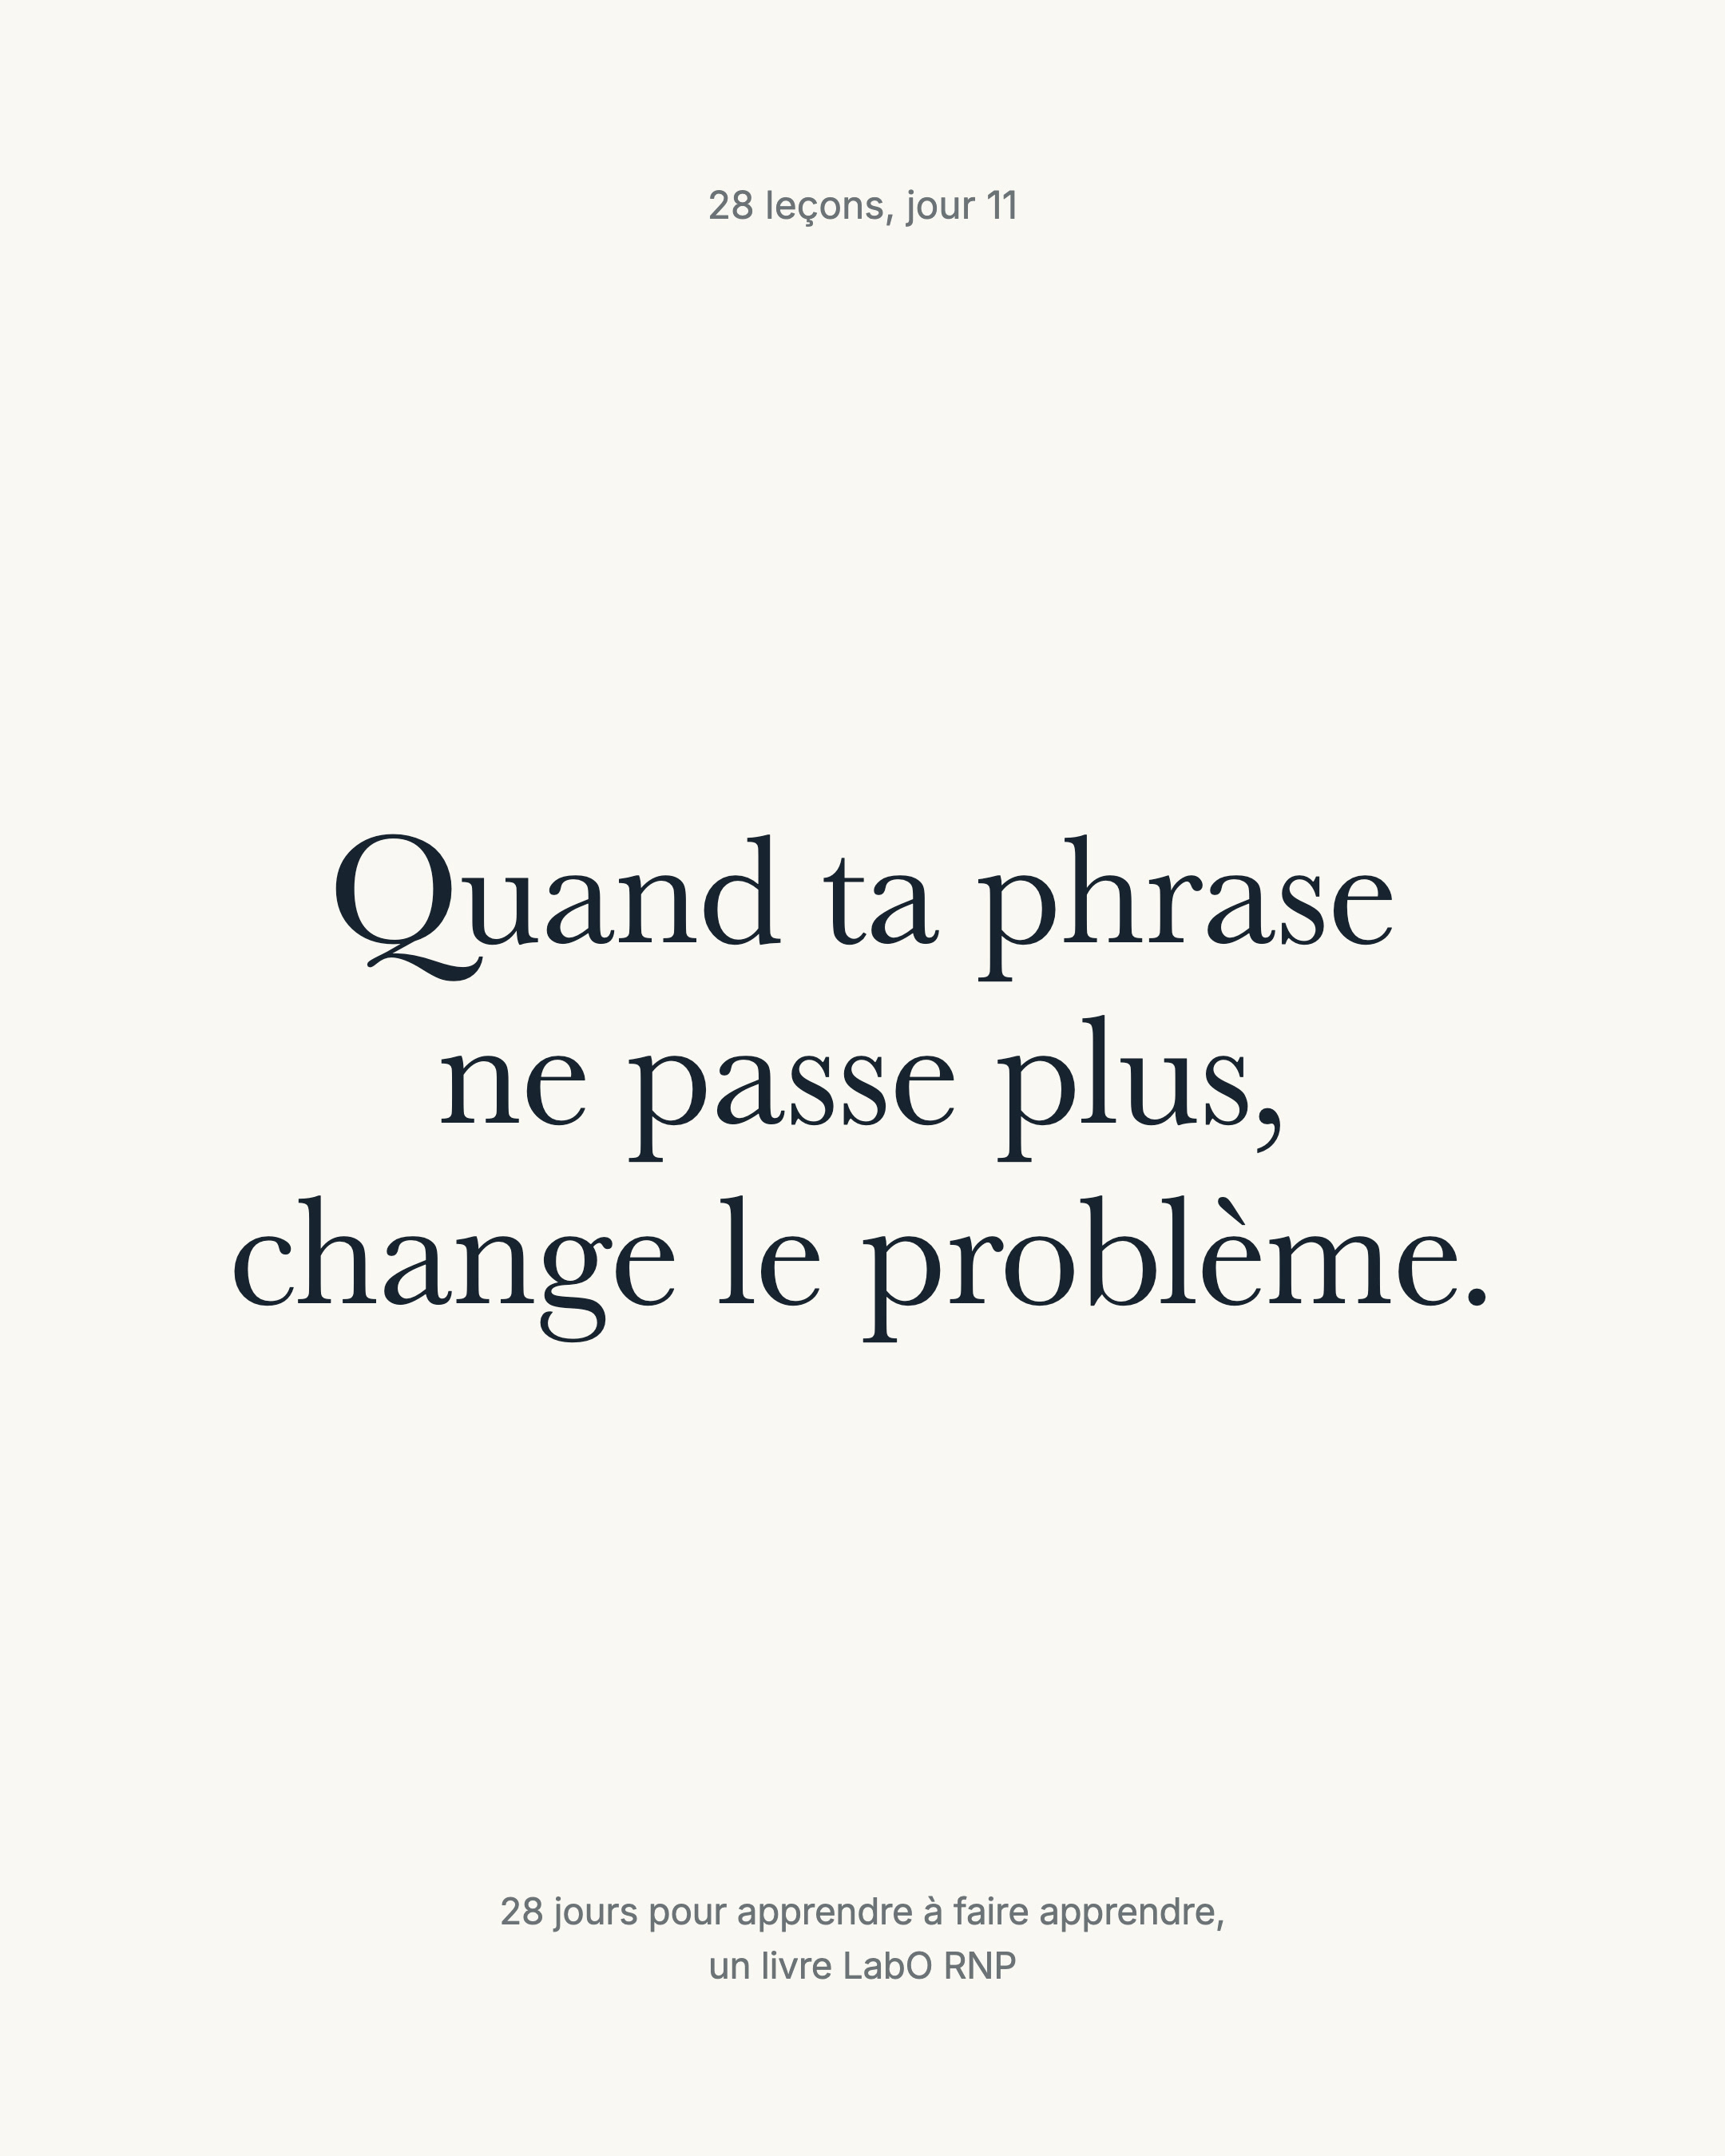 28 leçons, jour 11
Quand ta phrase
ne passe plus,
change le problème.
28 jours pour apprendre à faire apprendre,
un livre LabO RNP